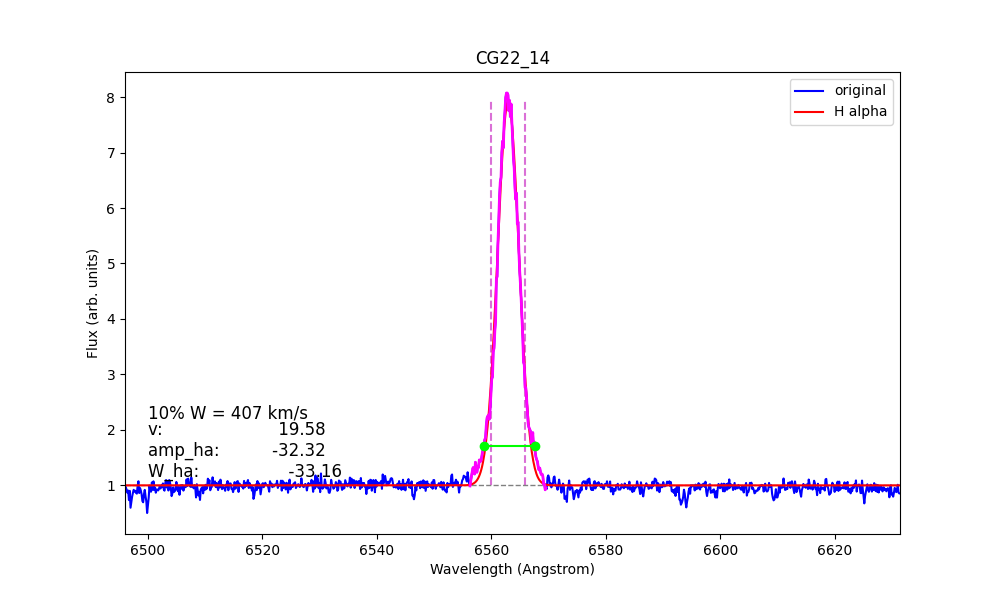 CG22_14
original
H alpha
8
7
6
5
4
3
2
1
Flux (arb. units)
10% W = 407 km/s
v: 19.58
amp_ha: -32.32
W_ha: -33.16
6500 6520 6540 6560 6580 6600 6620
Wavelength (Angstrom)